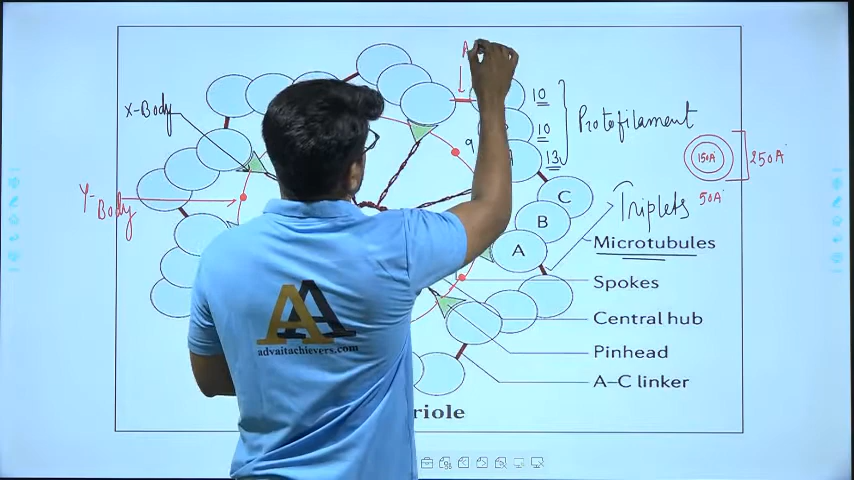 A
X-Body
10
10
13
Protofilament
9
150A°
250A°
50A°
Y-Body
Triplets
C
B
A
Microtubules
Spokes
Central hub
Pinhead
A–C linker
riole
A
advaitachievers.com